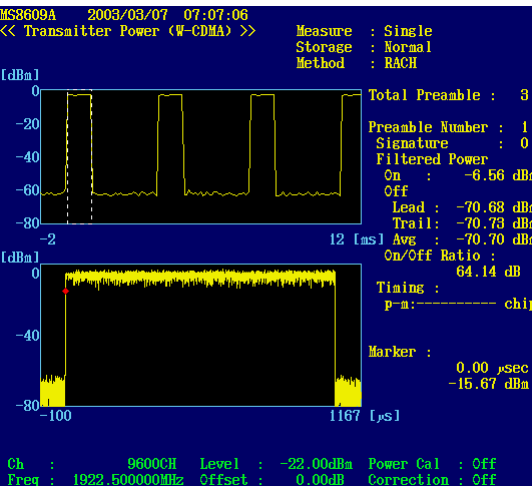 MS8609A 2003/03/07 07:07:06
<< Transmitter Power (W-CDMA) >> Measure : Single
Storage : Normal
Method : RACH
[dBm]
0
-20
-40
-60
-80
-2 12 [ms]
Total Preamble : 3
Preamble Number : 1
Signature : 0
Filtered Power
On : -6.56 dBm
Off
Lead : -70.68 dBm
Trail: -70.73 dBm
Avg : -70.70 dBm
On/Off Ratio :
64.14 dB
Timing :
p-m:---------- chip
[dBm]
0
-40
-80
-100 1167 [µs]
Marker :
0.00 µsec
-15.67 dBm
Ch : 9600CH Level : -22.00dBm Power Cal : Off
Freq : 1922.500000MHz Offset : 0.00dB Correction : Off